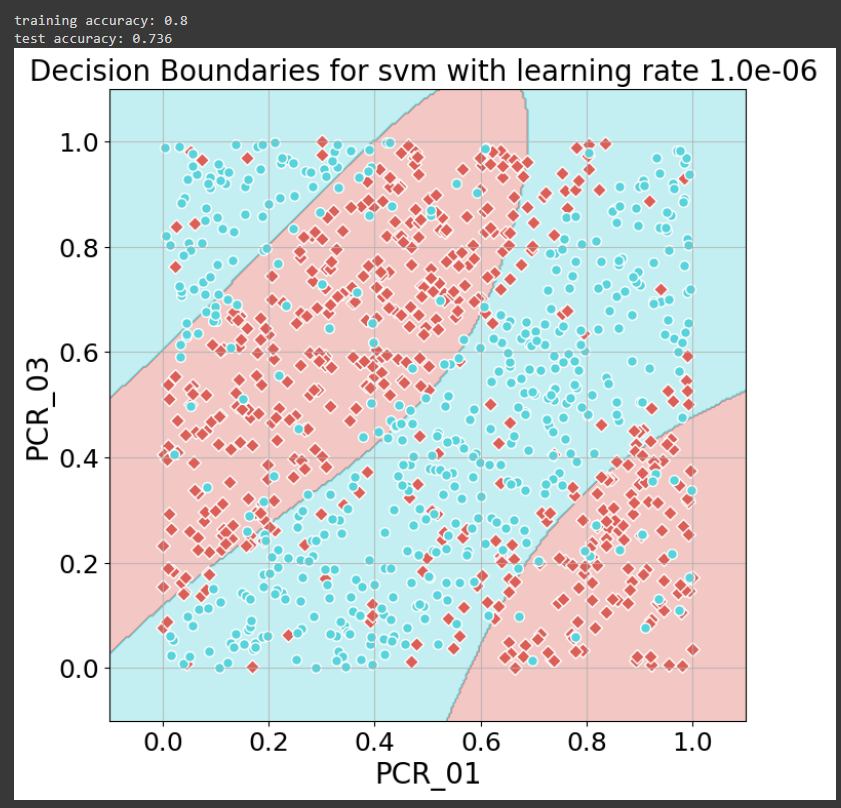 training accuracy: 0.8
test accuracy: 0.736
Decision Boundaries for svm with learning rate 1.0e-06
1.0
0.8
0.6
0.4
0.2
0.0
PCR_03
0.0 0.2 0.4 0.6 0.8 1.0
PCR_01